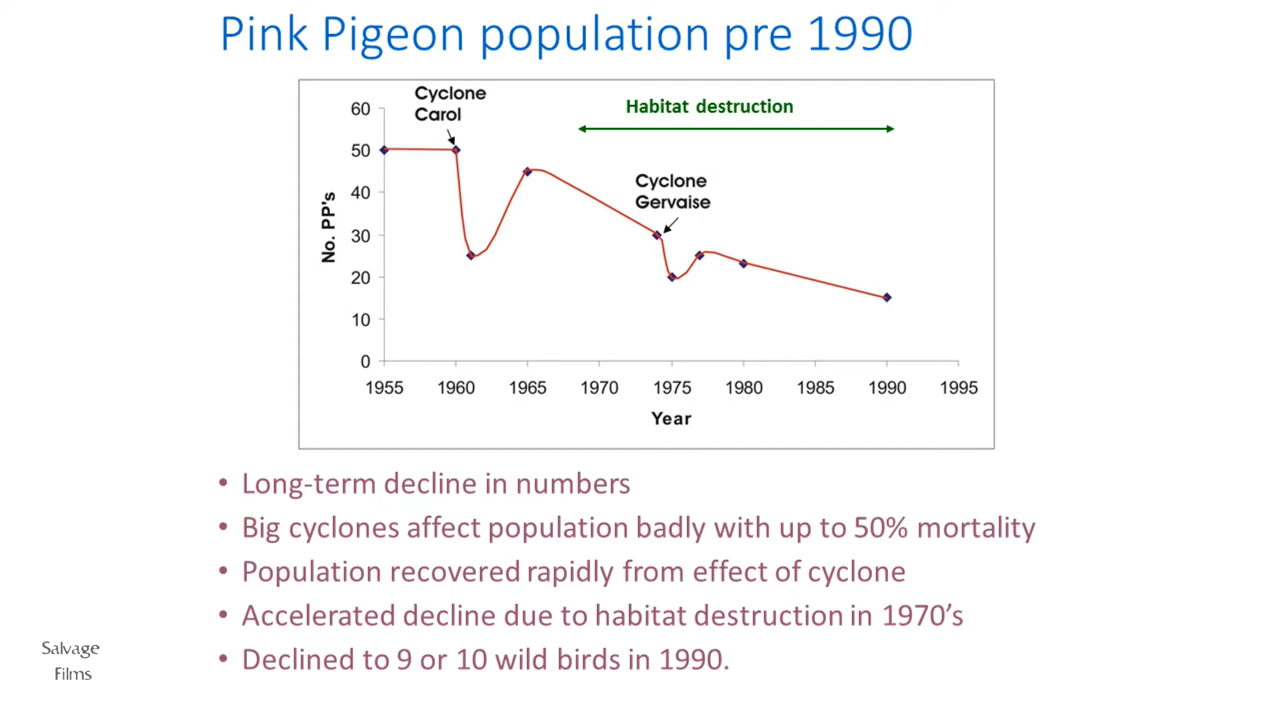 Pink Pigeon population pre 1990
Cyclone
Carol
Habitat destruction
Cyclone
Gervaise
No. PP's
60
50
40
30
20
10
0
1955 1960 1965 1970 1975 1980 1985 1990 1995
Year
• Long-term decline in numbers
• Big cyclones affect population badly with up to 50% mortality
• Population recovered rapidly from effect of cyclone
• Accelerated decline due to habitat destruction in 1970’s
• Declined to 9 or 10 wild birds in 1990.
Salvage
Films